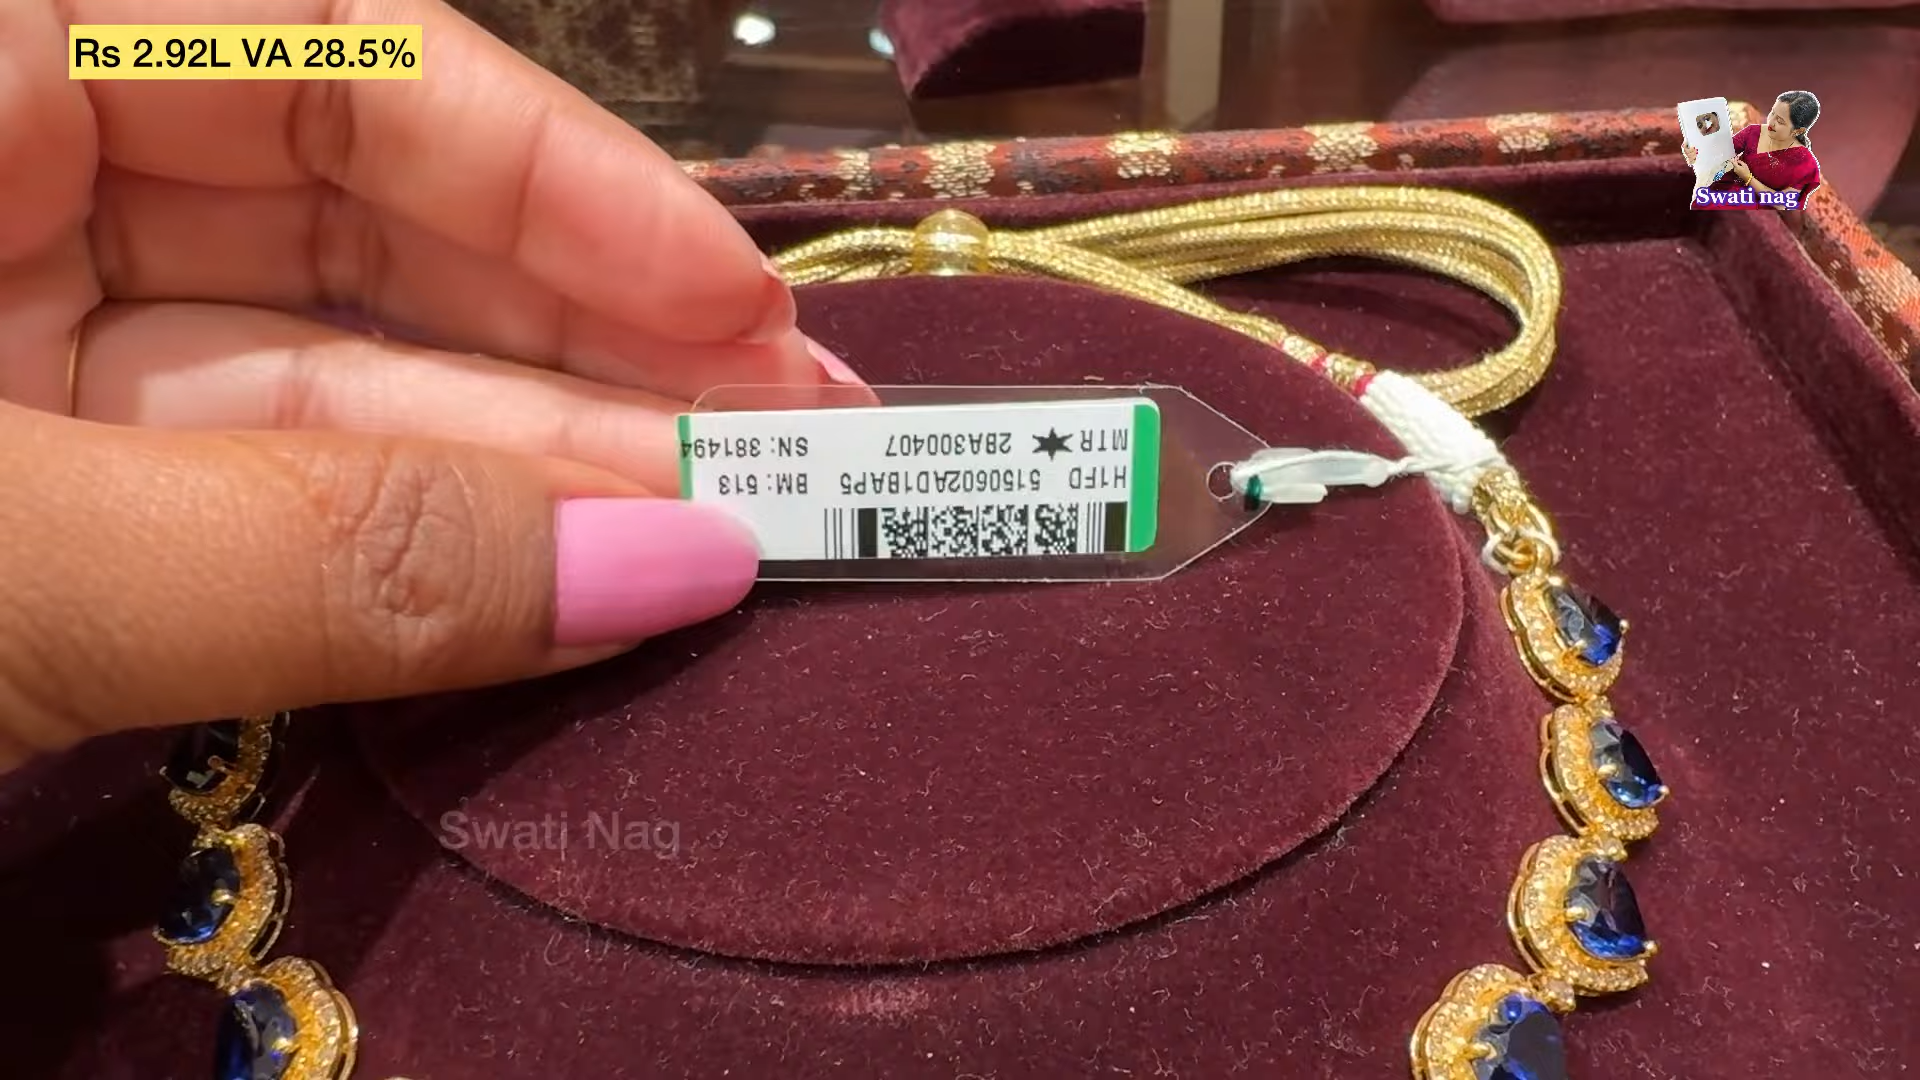 Rs 2.92L VA 28.5%
Swati nag
H1FD 5150602AD1BAP5 BM: 513
MTR 2BA300407 SN: 381494
Swati Nag